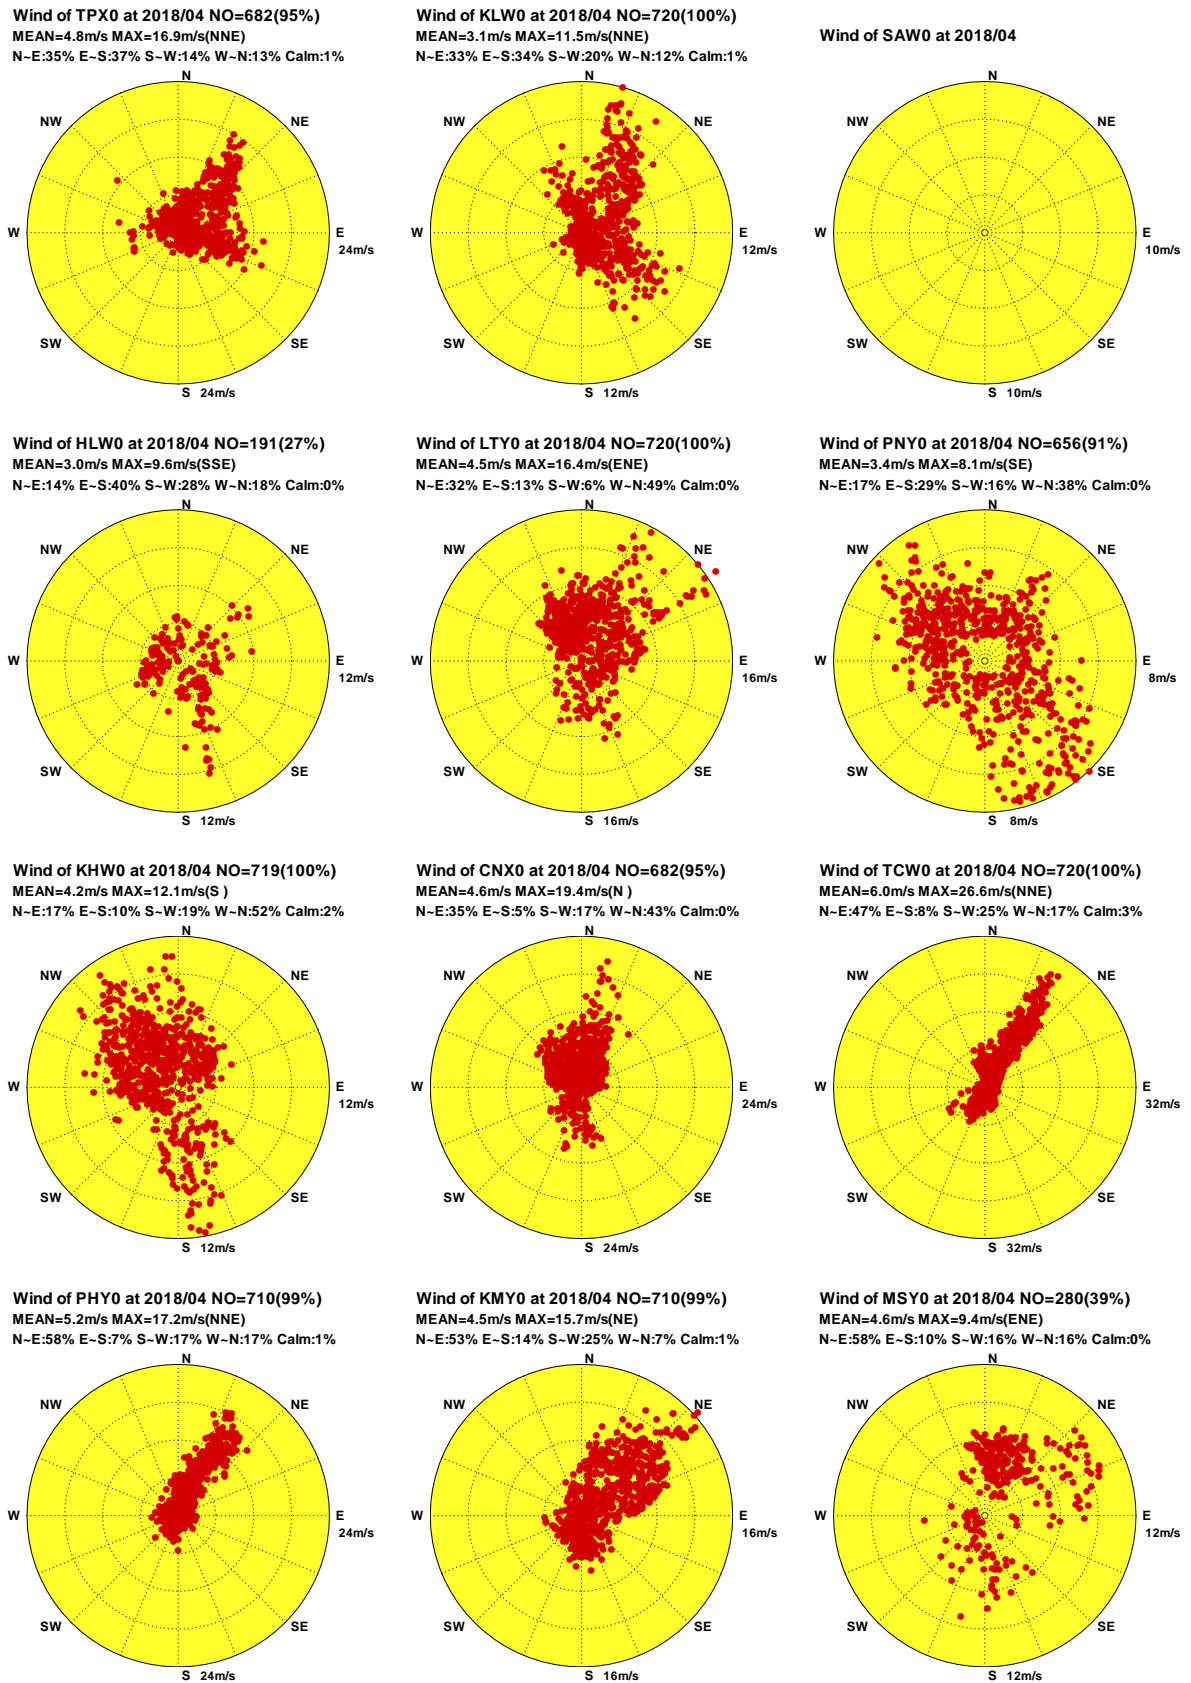 Wind of TPX0 at 2018/04 NO=682(95%)
MEAN=4.8m/s MAX=16.9m/s(NNE)
N~E:35% E~S:37% S~W:14% W~N:13% Calm:1%
N
NW
NE
W
E
24m/s
SW
SE
S 24m/s
Wind of KLW0 at 2018/04 NO=720(100%)
MEAN=3.1m/s MAX=11.5m/s(NNE)
N~E:33% E~S:34% S~W:20% W~N:12% Calm:1%
N
NW
NE
W
E
12m/s
SW
SE
S 12m/s
Wind of SAW0 at 2018/04
N
NW
NE
W
E
10m/s
SW
SE
S 10m/s
Wind of HLW0 at 2018/04 NO=191(27%)
MEAN=3.0m/s MAX=9.6m/s(SSE)
N~E:14% E~S:40% S~W:28% W~N:18% Calm:0%
N
NW
NE
W
E
12m/s
SW
SE
S 12m/s
Wind of LTY0 at 2018/04 NO=720(100%)
MEAN=4.5m/s MAX=16.4m/s(ENE)
N~E:32% E~S:13% S~W:6% W~N:49% Calm:0%
N
NW
NE
W
E
16m/s
SW
SE
S 16m/s
Wind of PNY0 at 2018/04 NO=656(91%)
MEAN=3.4m/s MAX=8.1m/s(SE)
N~E:17% E~S:29% S~W:16% W~N:38% Calm:0%
N
NW
NE
W
E
8m/s
SW
SE
S 8m/s
Wind of KHW0 at 2018/04 NO=719(100%)
MEAN=4.2m/s MAX=12.1m/s(S )
N~E:17% E~S:10% S~W:19% W~N:52% Calm:2%
N
NW
NE
W
E
12m/s
SW
SE
S 12m/s
Wind of CNX0 at 2018/04 NO=682(95%)
MEAN=4.6m/s MAX=19.4m/s(N )
N~E:35% E~S:5% S~W:17% W~N:43% Calm:0%
N
NW
NE
W
E
24m/s
SW
SE
S 24m/s
Wind of TCW0 at 2018/04 NO=720(100%)
MEAN=6.0m/s MAX=26.6m/s(NNE)
N~E:47% E~S:8% S~W:25% W~N:17% Calm:3%
N
NW
NE
W
E
32m/s
SW
SE
S 32m/s
Wind of PHY0 at 2018/04 NO=710(99%)
MEAN=5.2m/s MAX=17.2m/s(NNE)
N~E:58% E~S:7% S~W:17% W~N:17% Calm:1%
N
NW
NE
W
E
24m/s
SW
SE
S 24m/s
Wind of KMY0 at 2018/04 NO=710(99%)
MEAN=4.5m/s MAX=15.7m/s(NE)
N~E:53% E~S:14% S~W:25% W~N:7% Calm:1%
N
NW
NE
W
E
16m/s
SW
SE
S 16m/s
Wind of MSY0 at 2018/04 NO=280(39%)
MEAN=4.6m/s MAX=9.4m/s(ENE)
N~E:58% E~S:10% S~W:16% W~N:16% Calm:0%
N
NW
NE
W
E
12m/s
SW
SE
S 12m/s